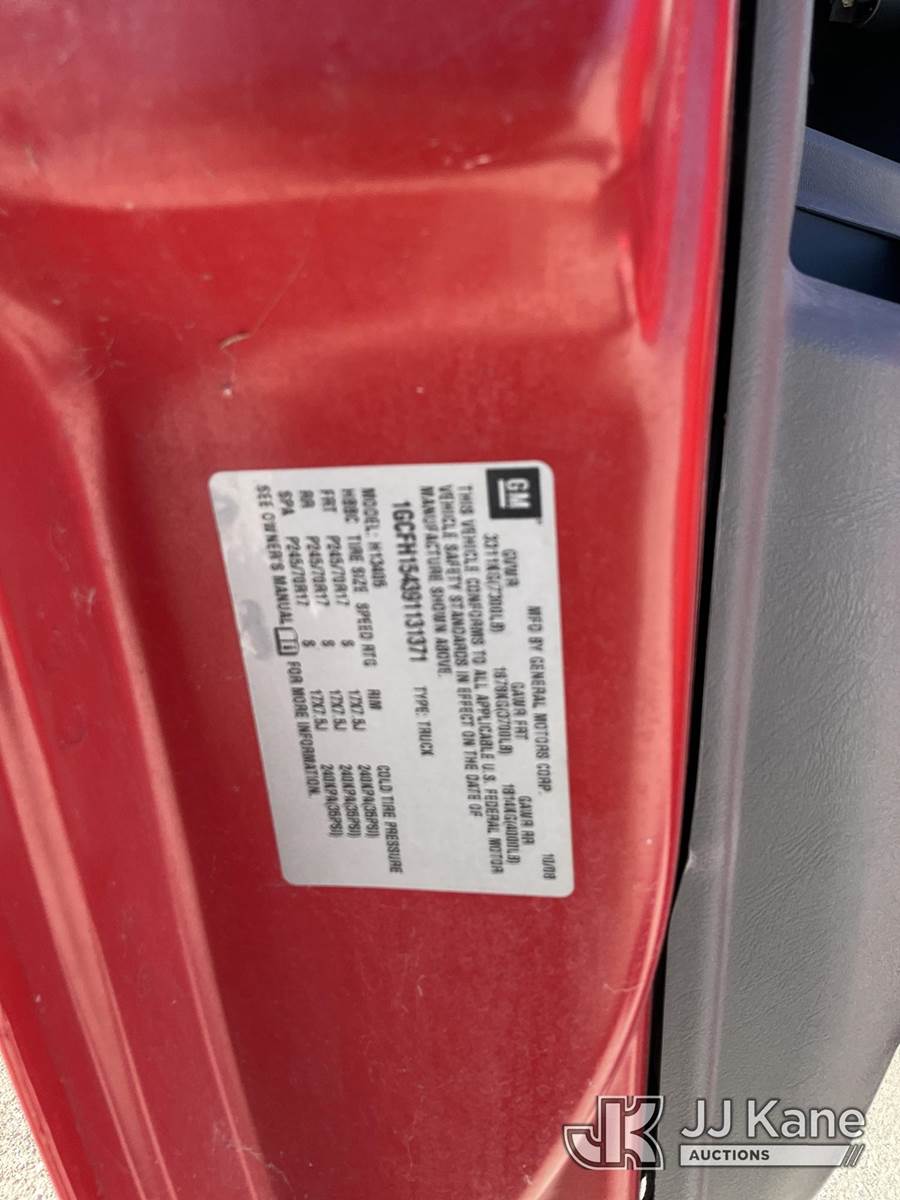 GM
MFD BY GENERAL MOTORS CORP. 10/08
GVWR GAWR FRT GAWR RR
3311KG(7300LB) 1678KG(3700LB) 1814KG(4000LB)
THIS VEHICLE CONFORMS TO ALL APPLICABLE U.S. FEDERAL MOTOR
VEHICLE SAFETY STANDARDS IN EFFECT ON THE DATE OF
MANUFACTURE SHOWN ABOVE.
1GCFH154391131371 TYPE: TRUCK
MODEL: H13405
TIRE SIZE SPEED RTG RIM COLD TIRE PRESSURE
FRT P245/70R17 S 17X7.5J 240KPA(35PSI)
RR P245/70R17 S 17X7.5J 240KPA(35PSI)
SPA P245/70R17 S 17X7.5J 240KPA(35PSI)
SEE OWNER'S MANUAL FOR MORE INFORMATION.
JK JJ Kane
AUCTIONS